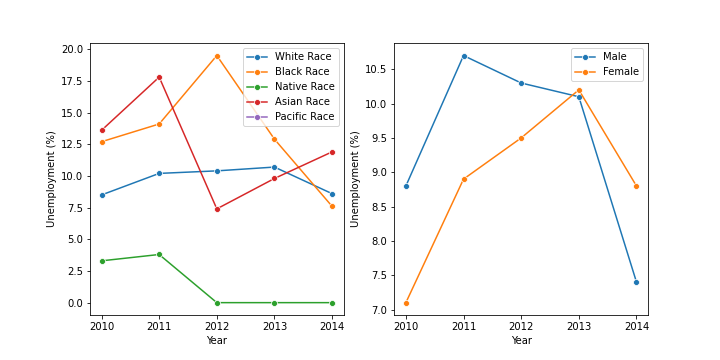 20.0
17.5
15.0
12.5
10.0
7.5
5.0
2.5
0.0
Unemployment (%)
2010 2011 2012 2013 2014
Year
White Race
Black Race
Native Race
Asian Race
Pacific Race
10.5
10.0
9.5
9.0
8.5
8.0
7.5
7.0
Unemployment (%)
2010 2011 2012 2013 2014
Year
Male
Female